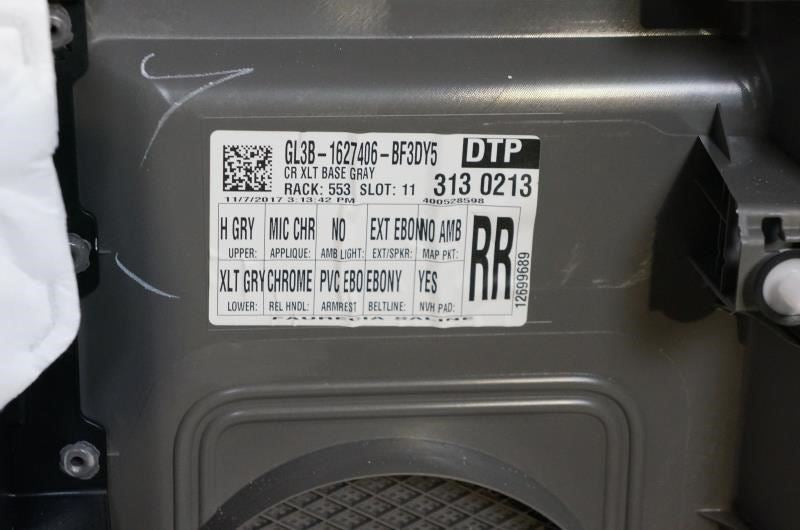 GL3B-1627406-BF3DY5 DTP
CR XLT BASE GRAY
RACK: 553 SLOT: 11 313 0213
11/7/2017 3:13:42 PM 400528598
H GRY MIC CHR NO EXT EBON NO AMB RR
UPPER: APPLIQUE: AMB LIGHT: EXT/SPKR: MAP PKT:
XLT GRY CHROME PVC EBO EBONY YES
LOWER: REL HNDL: ARMREST BELTLINE: NVH PAD:
12699689
FAURECIA SALINE